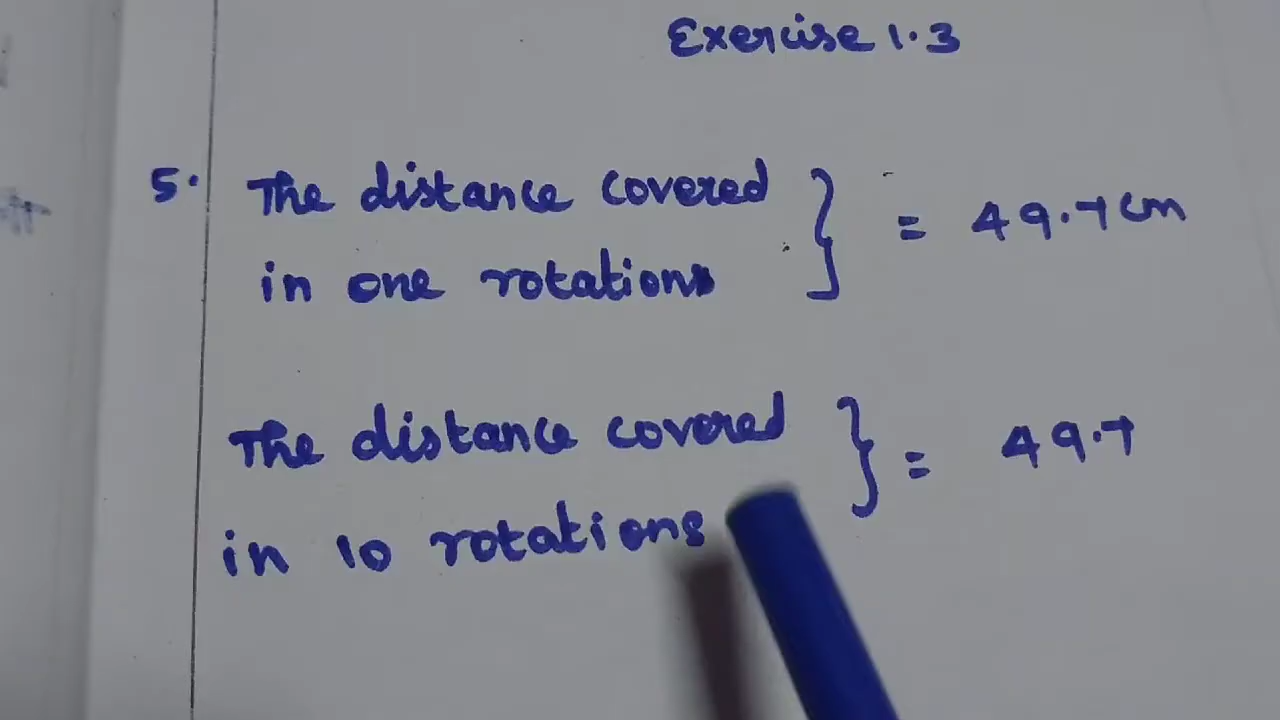 Exercise 1.3
5. The distance covered } = 49.7 cm
in one rotation
The distance covered } = 49.7
in 10 rotations